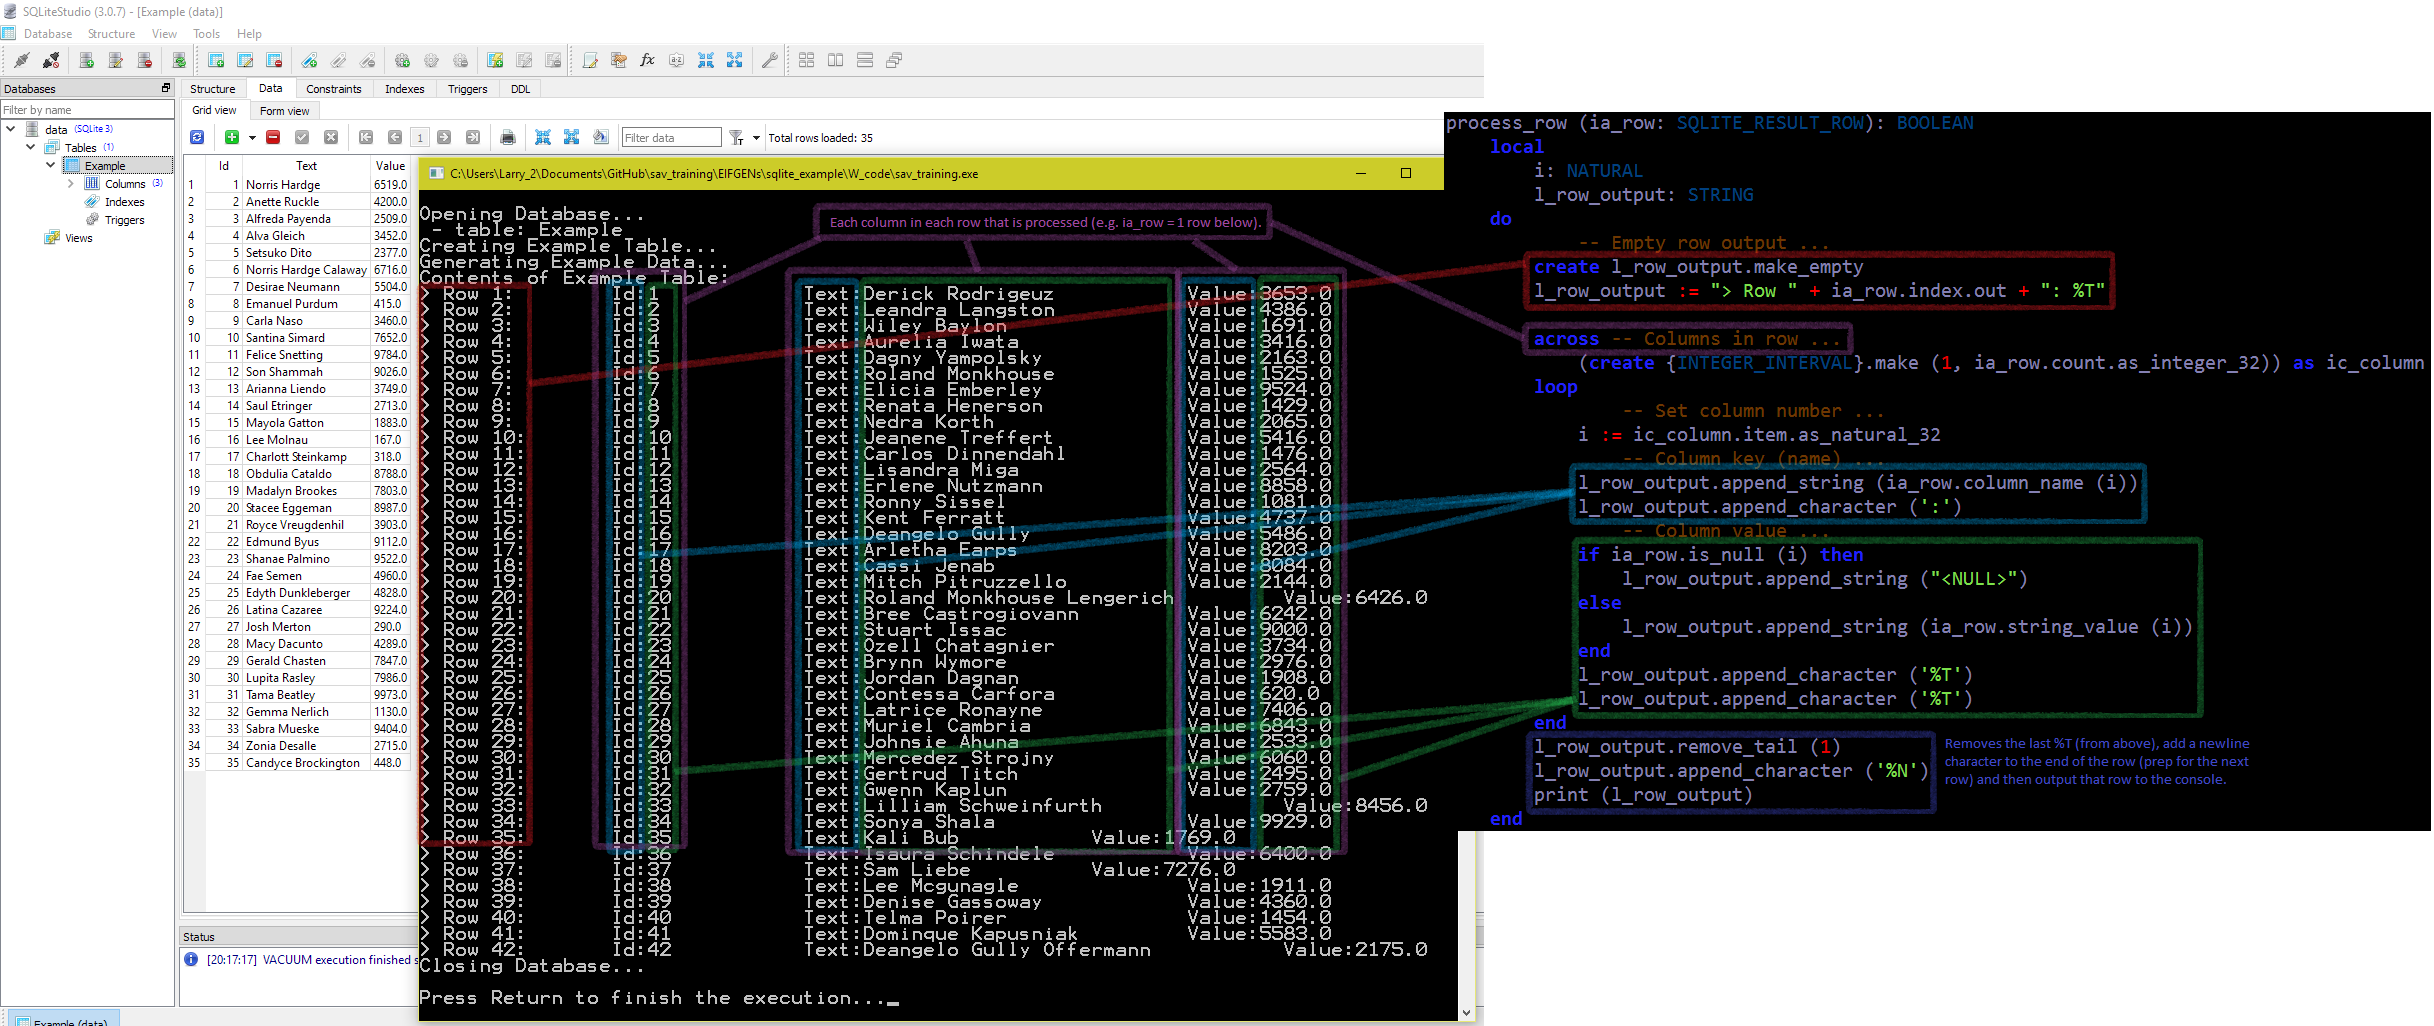 SQLiteStudio (3.0.7) - [Example (data)]
Database Structure View Tools Help
Databases
Filter by name
data (SQLite 3)
Tables (1)
Example
Columns (3)
Indexes
Triggers
Views
Structure Data Constraints Indexes Triggers DDL
Grid view Form view
1 Filter data Total rows loaded: 35
Id Text Value
1 1 Norris Hardge 6519.0
2 2 Anette Ruckle 4200.0
3 3 Alfreda Payenda 2509.0
4 4 Alva Gleich 3452.0
5 5 Setsuko Dito 2377.0
6 6 Norris Hardge Calaway 6716.0
7 7 Desirae Neumann 5504.0
8 8 Emanuel Purdum 415.0
9 9 Carla Naso 3460.0
10 10 Santina Simard 7652.0
11 11 Felice Snetting 9784.0
12 12 Son Shammah 9026.0
13 13 Arianna Liendo 3749.0
14 14 Saul Etringer 2713.0
15 15 Mayola Gatton 1883.0
16 16 Lee Molnau 167.0
17 17 Charlott Steinkamp 318.0
18 18 Obdulia Cataldo 8788.0
19 19 Madalyn Brookes 7803.0
20 20 Stacee Eggeman 8987.0
21 21 Royce Vreugdenhil 3903.0
22 22 Edmund Byus 9112.0
23 23 Shanae Palmino 9522.0
24 24 Fae Semen 4960.0
25 25 Edyth Dunkleberger 4828.0
26 26 Latina Cazaree 9224.0
27 27 Josh Merton 290.0
28 28 Macy Dacunto 4289.0
29 29 Gerald Chasten 7847.0
30 30 Lupita Rasley 7986.0
31 31 Tama Beatley 9973.0
32 32 Gemma Nerlich 1130.0
33 33 Sabra Mueske 9404.0
34 34 Zonia Desalle 2715.0
35 35 Candyce Brockington 448.0
Status
[20:17:17] VACUUM execution finished s
Example (data)
C:\Users\Larry_2\Documents\GitHub\sav_training\EIFGENs\sqlite_example\W_code\sav_training.exe
Opening Database...
- table: Example
Creating Example Table...
Generating Example Data...
Contents of Example Table:
> Row 1: Id:1 Text:Derick Rodrigeuz Value:3653.0
> Row 2: Id:2 Text:Leandra Langston Value:4386.0
> Row 3: Id:3 Text:Wiley Baylon Value:1691.0
> Row 4: Id:4 Text:Aurelia Iwata Value:3416.0
> Row 5: Id:5 Text:Dagny Yampolsky Value:2163.0
> Row 6: Id:6 Text:Roland Monkhouse Value:1525.0
> Row 7: Id:7 Text:Elicia Emberley Value:9524.0
> Row 8: Id:8 Text:Renata Henerson Value:1429.0
> Row 9: Id:9 Text:Nedra Korth Value:2065.0
> Row 10: Id:10 Text:Jeanene Treffert Value:5416.0
> Row 11: Id:11 Text:Carlos Dinnendahl Value:1476.0
> Row 12: Id:12 Text:Lisandra Miga Value:2564.0
> Row 13: Id:13 Text:Erlene Nutzmann Value:8858.0
> Row 14: Id:14 Text:Ronny Sissel Value:1081.0
> Row 15: Id:15 Text:Kent Ferratt Value:4737.0
> Row 16: Id:16 Text:Deangelo Gully Value:5486.0
> Row 17: Id:17 Text:Arletha Earps Value:8203.0
> Row 18: Id:18 Text:Casi Jenab Value:8084.0
> Row 19: Id:19 Text:Mitch Pitruzzello Value:2144.0
> Row 20: Id:20 Text:Roland Monkhouse Lengerich Value:6426.0
> Row 21: Id:21 Text:Bree Castrogiovann Value:6242.0
> Row 22: Id:22 Text:Stuart Issac Value:9000.0
> Row 23: Id:23 Text:Ozell Chatagnier Value:3734.0
> Row 24: Id:24 Text:Brynn Wymore Value:2976.0
> Row 25: Id:25 Text:Jordan Dagnan Value:1908.0
> Row 26: Id:26 Text:Contessa Carfora Value:620.0
> Row 27: Id:27 Text:Latrice Ronayne Value:7406.0
> Row 28: Id:28 Text:Muriel Cambria Value:6843.0
> Row 29: Id:29 Text:Johnsie Ahuna Value:2533.0
> Row 30: Id:30 Text:Mercedez Strojny Value:6060.0
> Row 31: Id:31 Text:Gertrud Titch Value:2495.0
> Row 32: Id:32 Text:Gwenn Kaplun Value:2759.0
> Row 33: Id:33 Text:Lilliam Schweinfurth Value:8456.0
> Row 34: Id:34 Text:Sonya Shala Value:9929.0
> Row 35: Id:35 Text:Kali Bub Value:1769.0
> Row 36: Id:36 Text:Isaura Schindele Value:6400.0
> Row 37: Id:37 Text:Sam Liebe Value:7276.0
> Row 38: Id:38 Text:Lee Mcgunagle Value:1911.0
> Row 39: Id:39 Text:Denise Gassoway Value:4360.0
> Row 40: Id:40 Text:Telma Poirer Value:1454.0
> Row 41: Id:41 Text:Dominque Kapusniak Value:5583.0
> Row 42: Id:42 Text:Deangelo Gully Offermann Value:2175.0
Closing Database...
Press Return to finish the execution..._
Each column in each row that is processed (e.g. ia_row = 1 row below).
process_row (ia_row: SQLITE_RESULT_ROW): BOOLEAN
local
i: NATURAL
l_row_output: STRING
do
-- Empty row output ...
create l_row_output.make_empty
l_row_output := "> Row " + ia_row.index.out + ": %T"
across -- Columns in row ...
(create {INTEGER_INTERVAL}.make (1, ia_row.count.as_integer_32)) as ic_column
loop
-- Set column number ...
i := ic_column.item.as_natural_32
-- Column key (name) ...
l_row_output.append_string (ia_row.column_name (i))
l_row_output.append_character (':')
-- Column value ...
if ia_row.is_null (i) then
l_row_output.append_string ("<NULL>")
else
l_row_output.append_string (ia_row.string_value (i))
end
l_row_output.append_character ('%T')
l_row_output.append_character ('%T')
end
l_row_output.remove_tail (1)
l_row_output.append_character ('%N')
print (l_row_output)
end
Removes the last %T (from above), add a newline
character to the end of the row (prep for the next
row) and then output that row to the console.